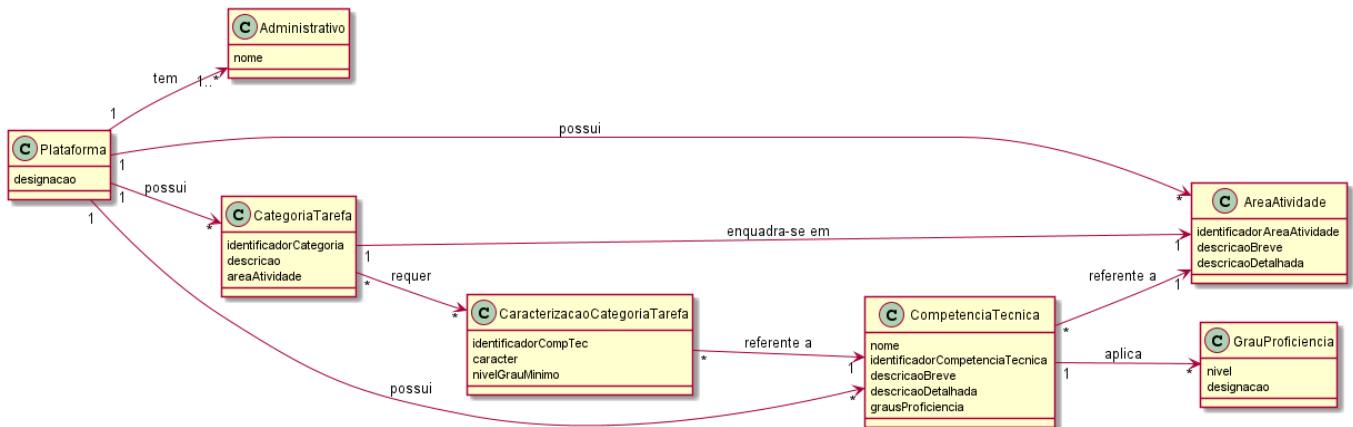 C Administrativo
nome
tem
1..*
1
C Plataforma
designacao
possui
1
*
possui
1
*
1
C CategoriaTarefa
identificadorCategoria
descricao
areaAtividade
enquadra-se em
1
1
C AreaAtividade
identificadorAreaAtividade
descricaoBreve
descricaoDetalhada
requer
*
*
C CaracterizacaoCategoriaTarefa
identificadorCompTec
caracter
nivelGrauMinimo
referente a
*
1
possui
*
C CompetenciaTecnica
nome
identificadorCompetenciaTecnica
descricaoBreve
descricaoDetalhada
grausProficiencia
referente a
*
1
aplica
1
*
C GrauProficiencia
nivel
designacao